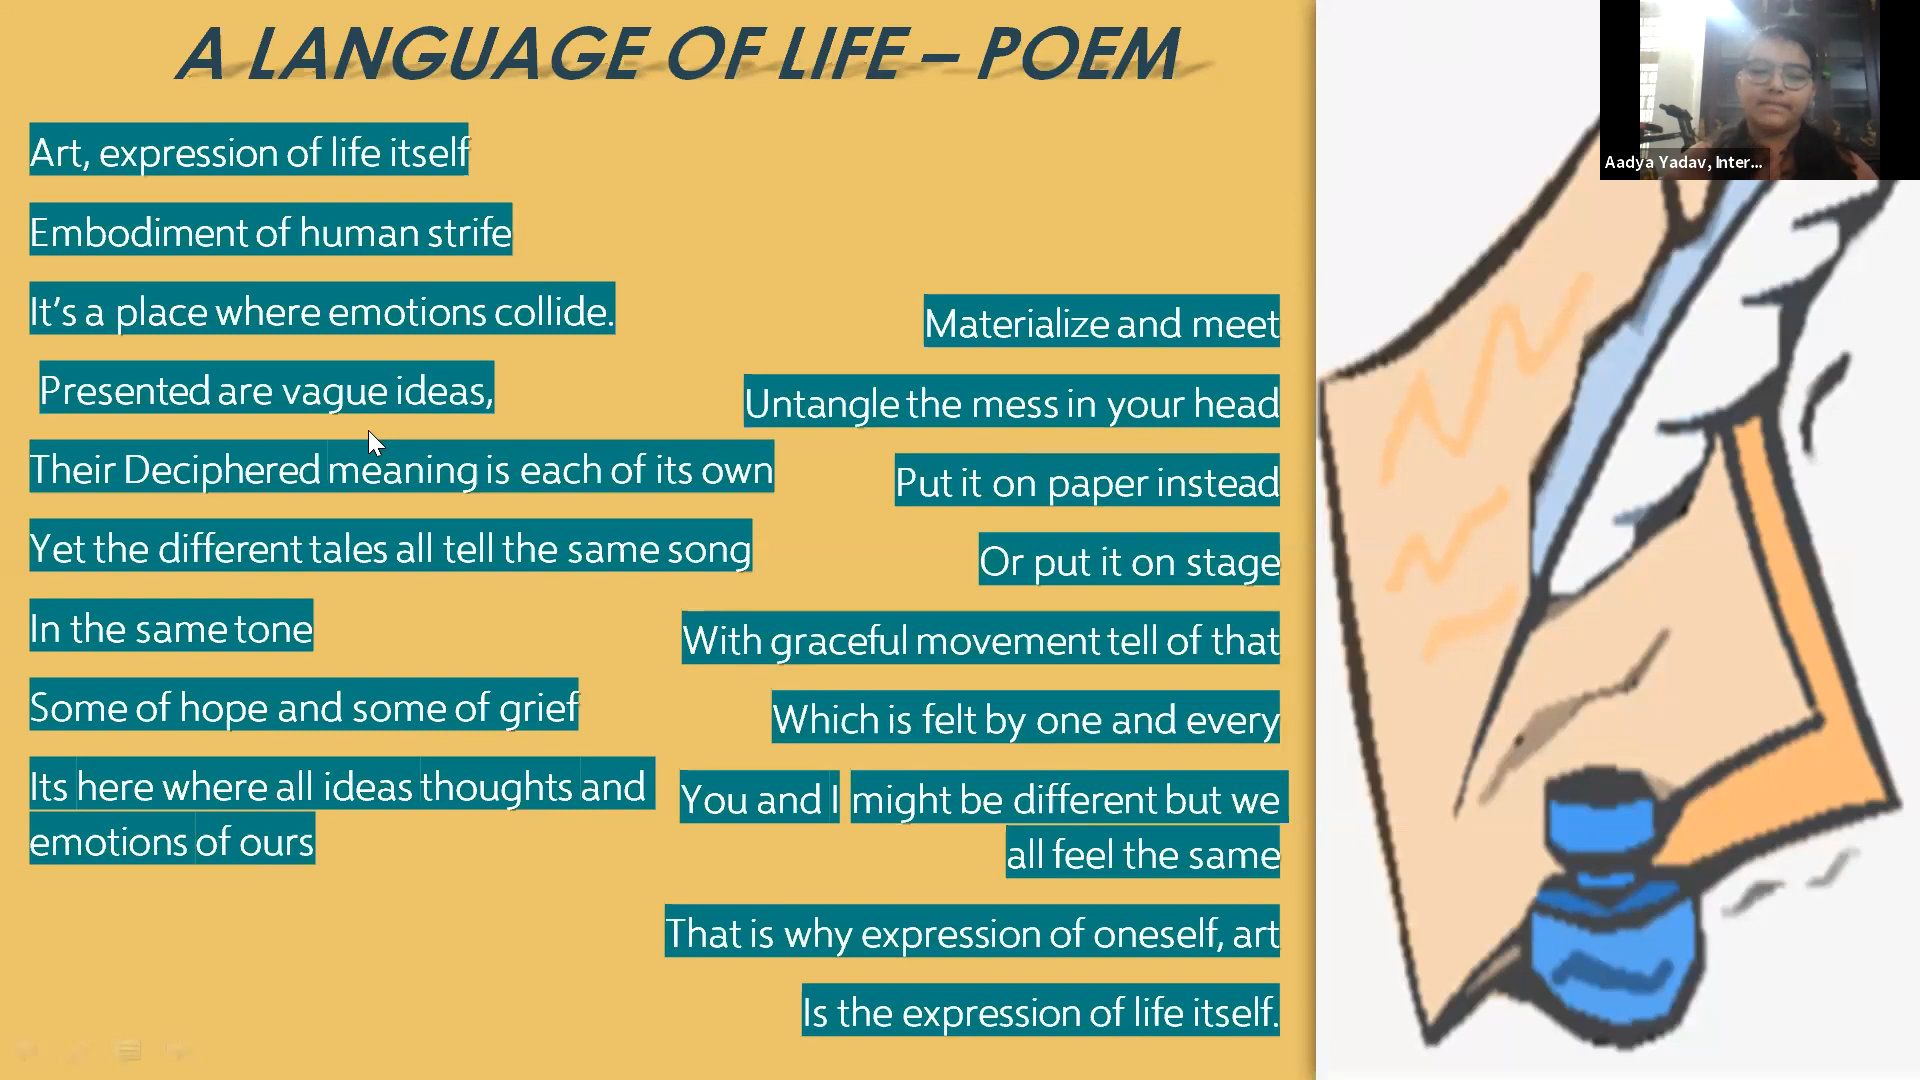 A LANGUAGE OF LIFE – POEM
Art, expression of life itself
Embodiment of human strife
It's a place where emotions collide.
Presented are vague ideas,
Their Deciphered meaning is each of its own
Yet the different tales all tell the same song
In the same tone
Some of hope and some of grief
Its here where all ideas thoughts and
emotions of ours
Materialize and meet
Untangle the mess in your head
Put it on paper instead
Or put it on stage
With graceful movement tell of that
Which is felt by one and every
You and I might be different but we
all feel the same
That is why expression of oneself, art
Is the expression of life itself.
Aadya Yadav, Inter...